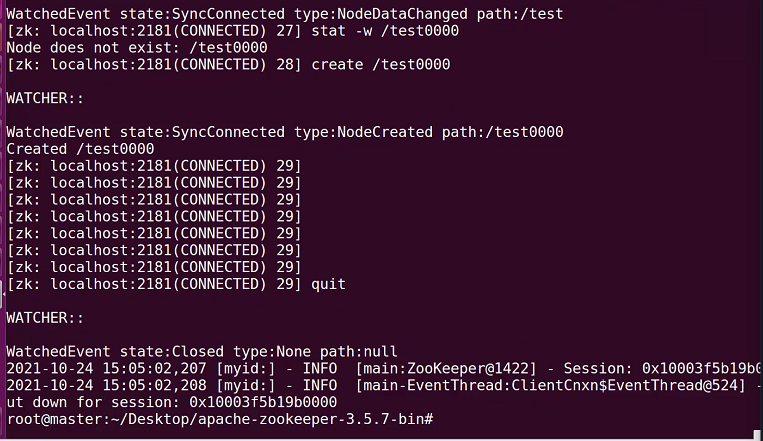 WatchedEvent state:SyncConnected type:NodeDataChanged path:/test
[zk: localhost:2181(CONNECTED) 27] stat -w /test0000
Node does not exist: /test0000
[zk: localhost:2181(CONNECTED) 28] create /test0000
WATCHER::
WatchedEvent state:SyncConnected type:NodeCreated path:/test0000
Created /test0000
[zk: localhost:2181(CONNECTED) 29]
[zk: localhost:2181(CONNECTED) 29]
[zk: localhost:2181(CONNECTED) 29]
[zk: localhost:2181(CONNECTED) 29]
[zk: localhost:2181(CONNECTED) 29]
[zk: localhost:2181(CONNECTED) 29]
[zk: localhost:2181(CONNECTED) 29]
[zk: localhost:2181(CONNECTED) 29] quit
WATCHER::
WatchedEvent state:Closed type:None path:null
2021-10-24 15:05:02,207 [myid:] - INFO  [main:ZooKeeper@1422] - Session: 0x10003f5b19b0
2021-10-24 15:05:02,208 [myid:] - INFO  [main-EventThread:ClientCnxn$EventThread@524] -
ut down for session: 0x10003f5b19b0000
root@master:~/Desktop/apache-zookeeper-3.5.7-bin#